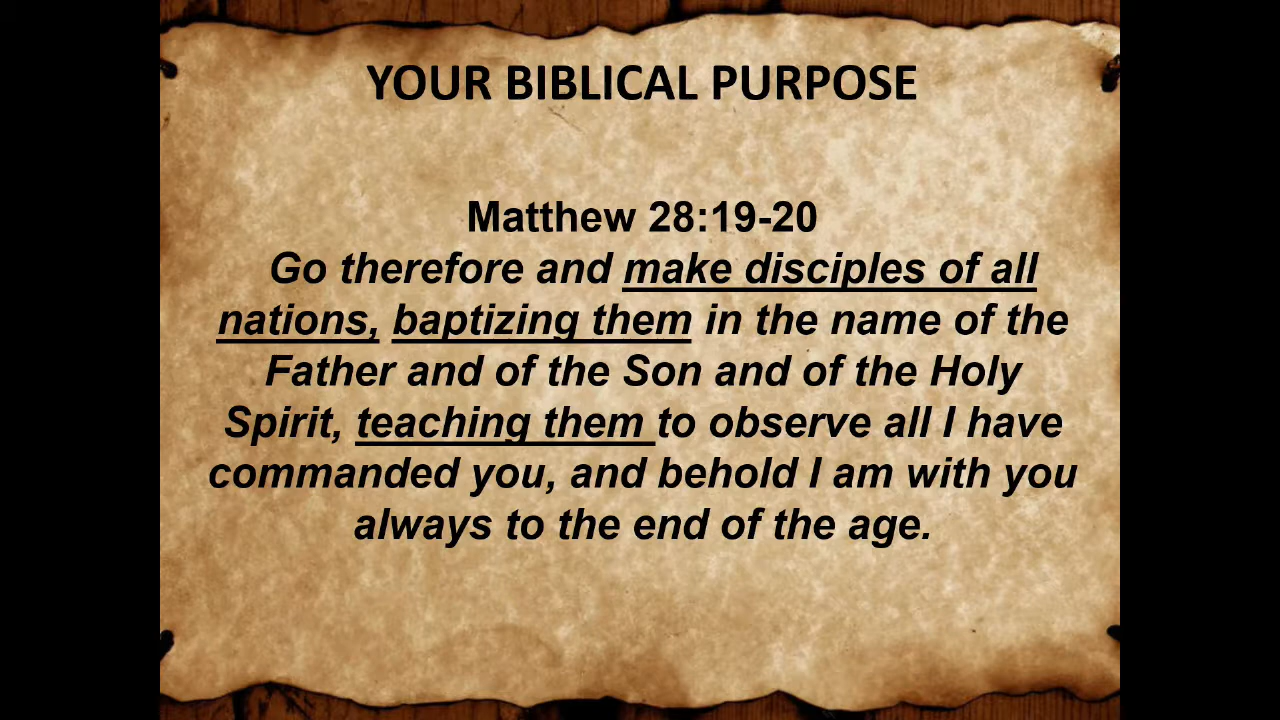 YOUR BIBLICAL PURPOSE
Matthew 28:19-20
Go therefore and make disciples of all
nations, baptizing them in the name of the
Father and of the Son and of the Holy
Spirit, teaching them to observe all I have
commanded you, and behold I am with you
always to the end of the age.